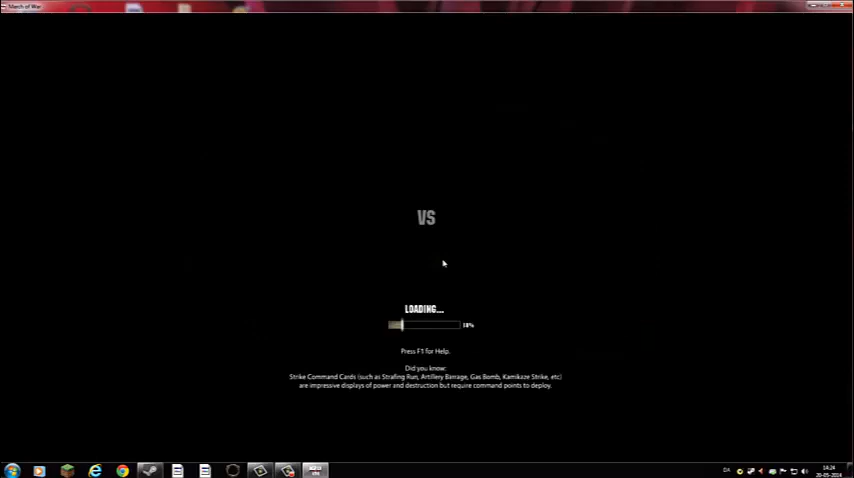 March of War
VS
LOADING...
18%
Press F1 for Help.
Did you know:
Strike Command Cards (such as Strafing Run, Artillery Barrage, Gas Bomb, Kamikaze Strike, etc)
are impressive displays of power and destruction but require command points to deploy.
DA
14:24
26-05-2014